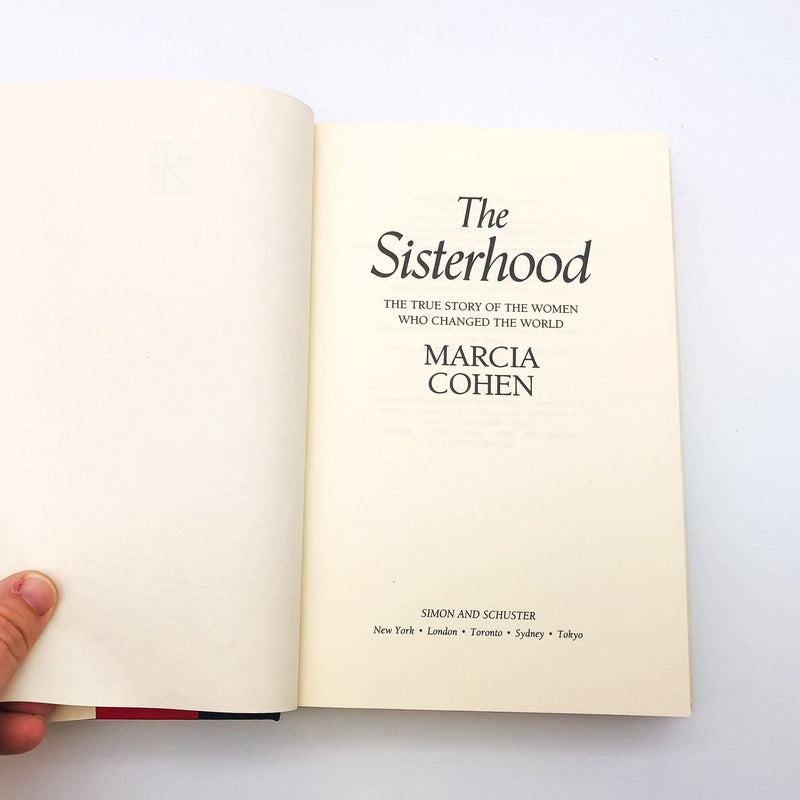 The
Sisterhood
THE TRUE STORY OF THE WOMEN
WHO CHANGED THE WORLD
MARCIA
COHEN
SIMON AND SCHUSTER
New York • London • Toronto • Sydney • Tokyo